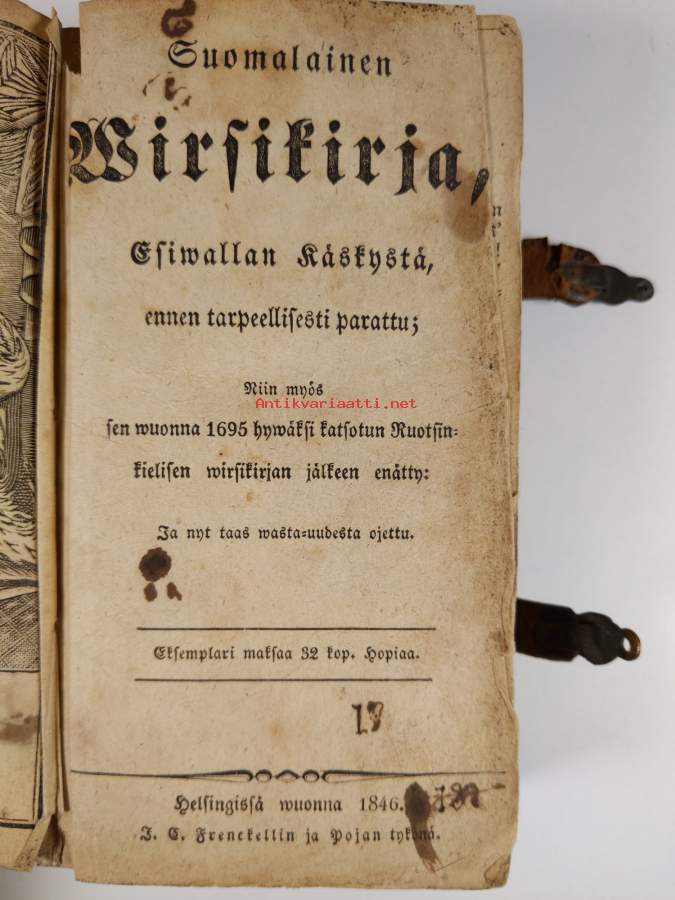 Suomalainen
Wirsikirja,
Esiwallan Käskystä,
ennen tarpeellisesti parattu;
Niin myös
Antikvariaatti.net
sen wuonna 1695 hywäksi katsotun Ruotsin-
kielisen wirsikirjan jälkeen enätty:
Ja nyt taas wasta-uudesta ojettu.
Eksemplari maksaa 32 kop. Hopiaa.
Helsingissä wuonna 1846.
J. C. Frenckellin ja Pojan tykönä.